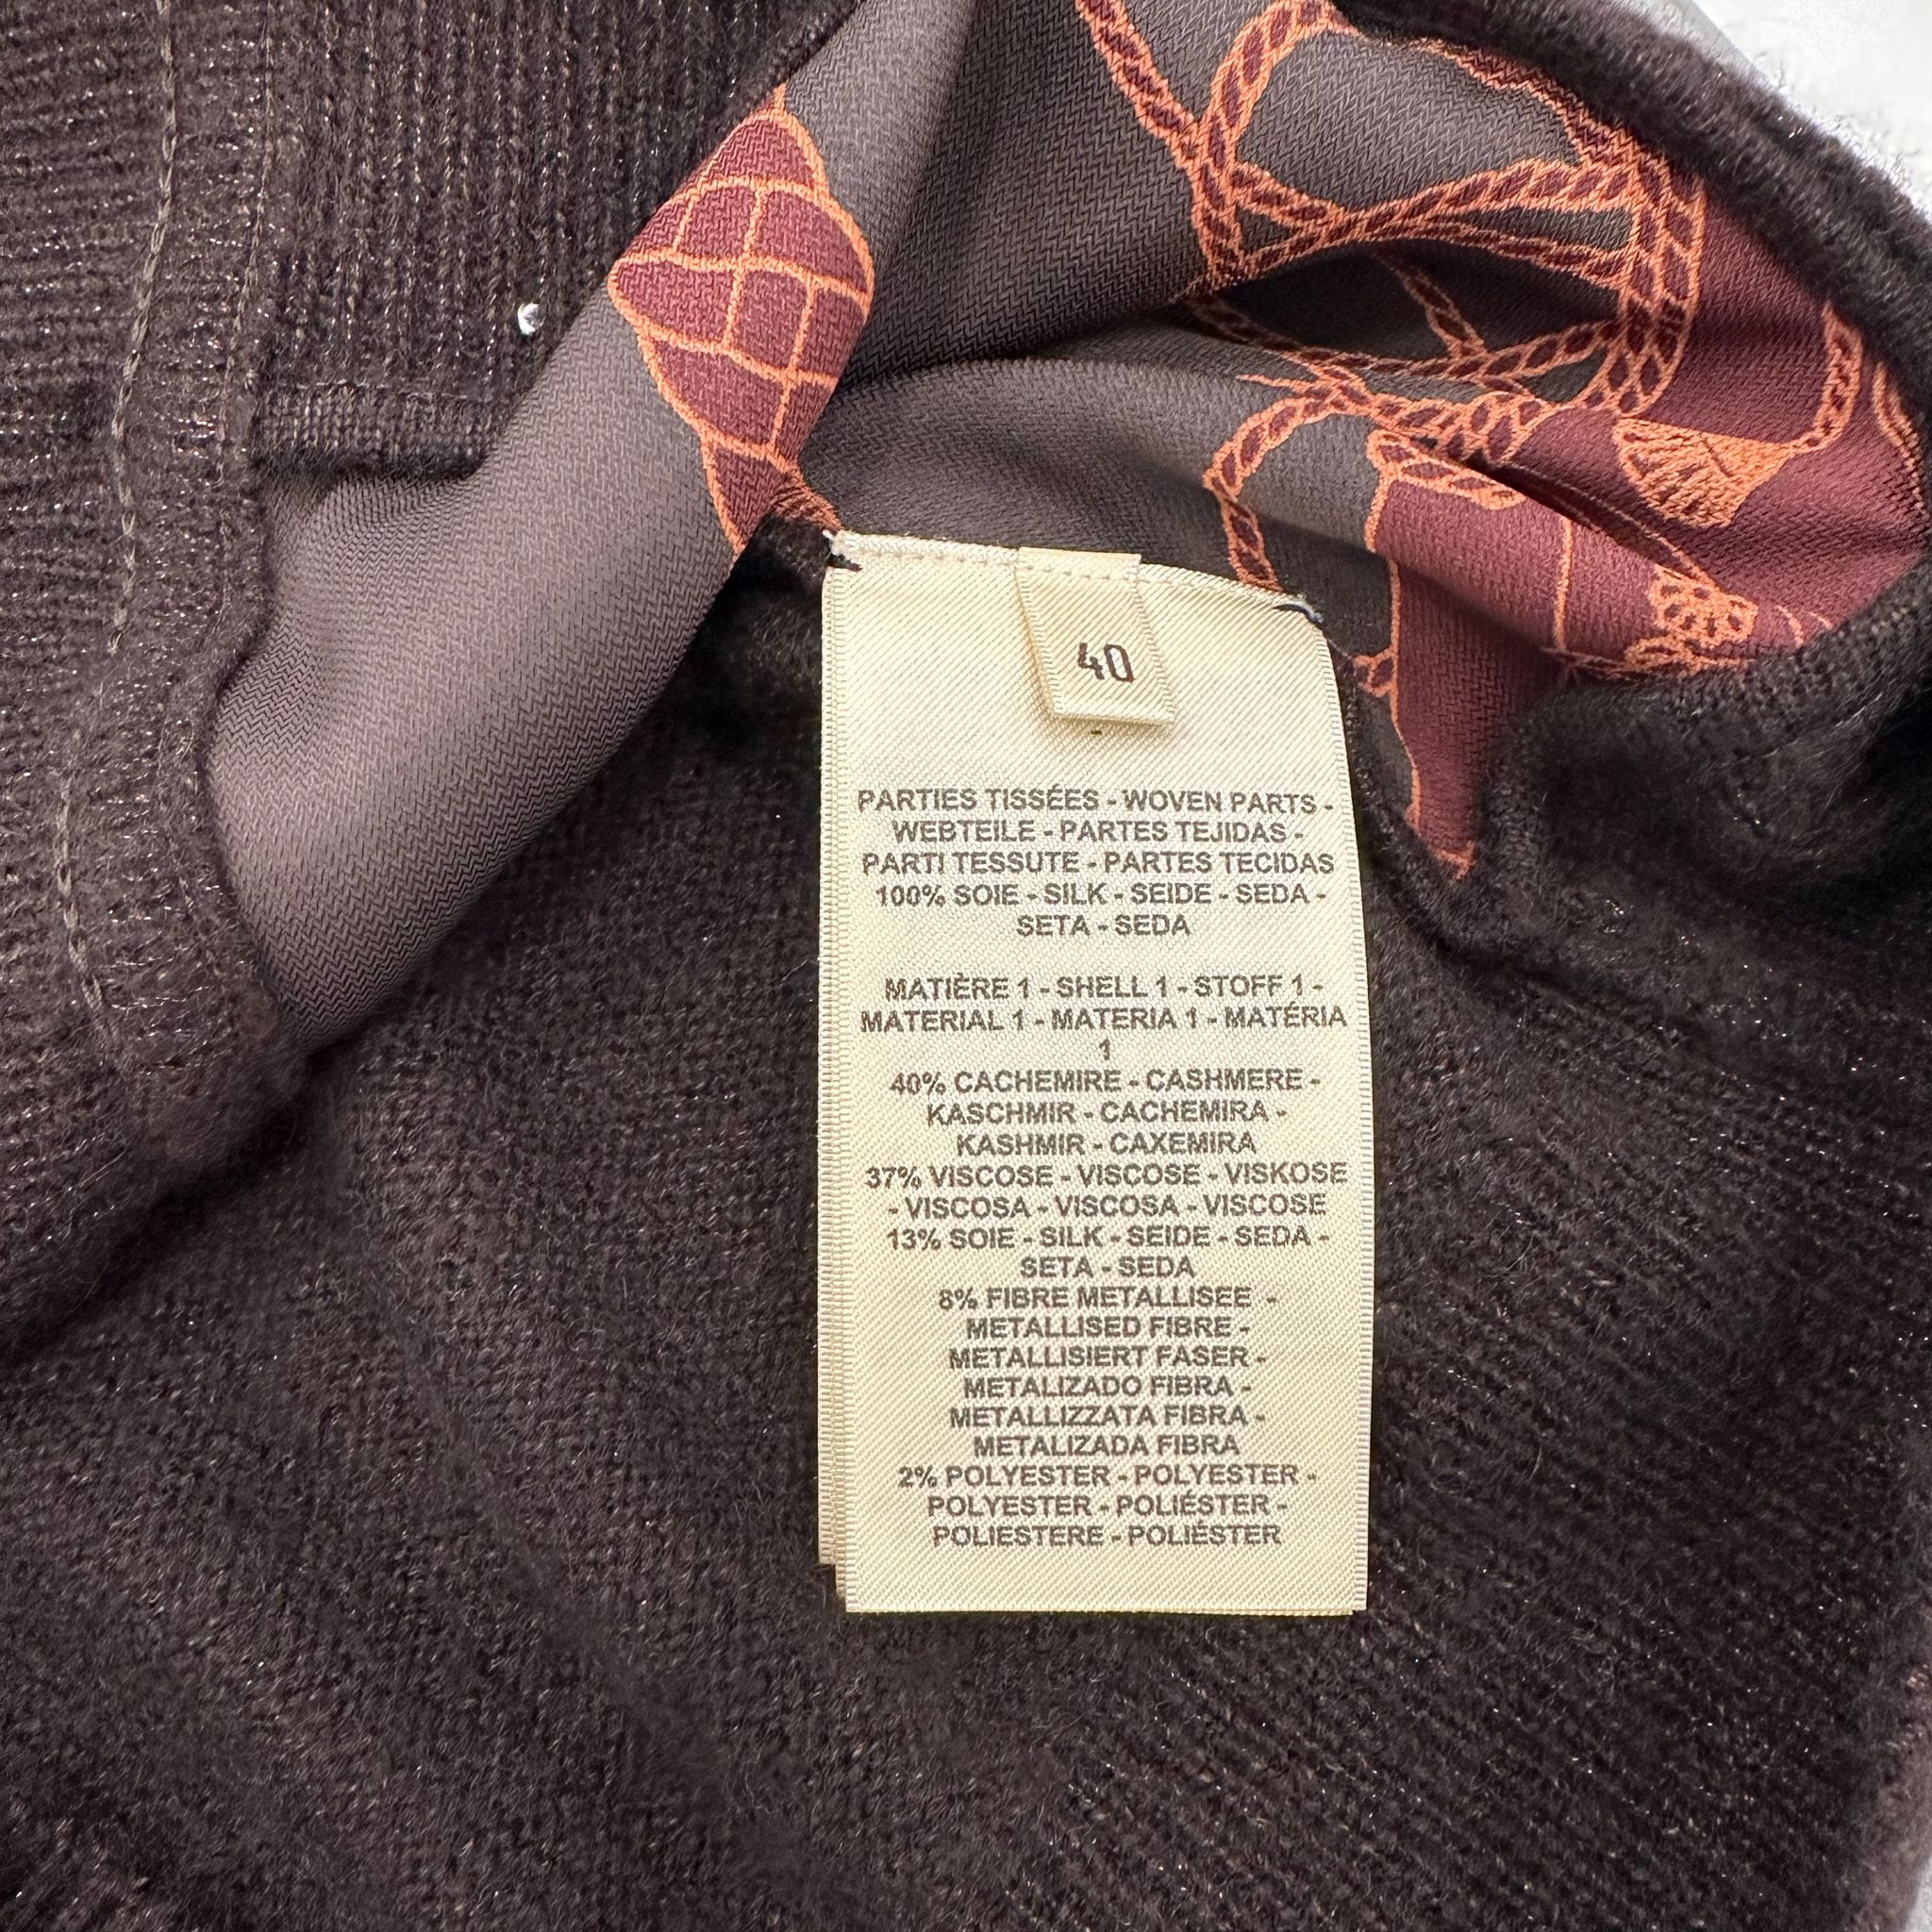 40
PARTIES TISSÉES - WOVEN PARTS -
WEBTEILE - PARTES TEJIDAS -
PARTI TESSUTE - PARTES TECIDAS
100% SOIE - SILK - SEIDE - SEDA -
SETA - SEDA
MATIÈRE 1 - SHELL 1 - STOFF 1 -
MATERIAL 1 - MATERIA 1 - MATÉRIA
1
40% CACHEMIRE - CASHMERE -
KASCHMIR - CACHEMIRA -
KASHMIR - CAXEMIRA
37% VISCOSE - VISCOSE - VISKOSE
- VISCOSA - VISCOSA - VISCOSE
13% SOIE - SILK - SEIDE - SEDA -
SETA - SEDA
8% FIBRE METALLISEE -
METALLISED FIBRE -
METALLISIERT FASER -
METALIZADO FIBRA -
METALLIZZATA FIBRA -
METALIZADA FIBRA
2% POLYESTER - POLYESTER -
POLYESTER - POLIÉSTER -
POLIESTERE - POLIÉSTER